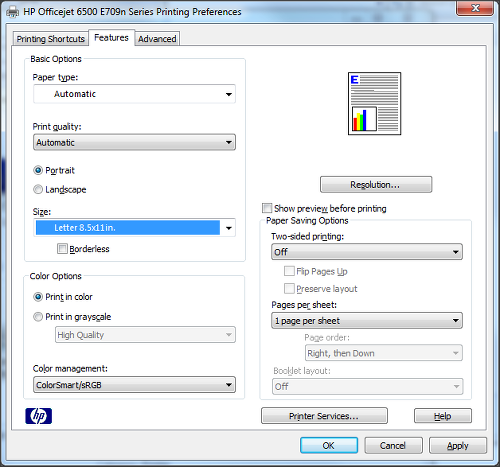 HP Officejet 6500 E709n Series Printing Preferences
Printing Shortcuts Features Advanced
Basic Options
Paper type:
Automatic
Print quality:
Automatic
Portrait
Landscape
Size:
Letter 8.5x11in.
Borderless
Color Options
Print in color
Print in grayscale
High Quality
Color management:
ColorSmart/sRGB
hp
E
Resolution...
Show preview before printing
Paper Saving Options
Two-sided printing:
Off
Flip Pages Up
Preserve layout
Pages per sheet:
1 page per sheet
Page order:
Right, then Down
Booklet layout:
Off
Printer Services... Help
OK Cancel Apply